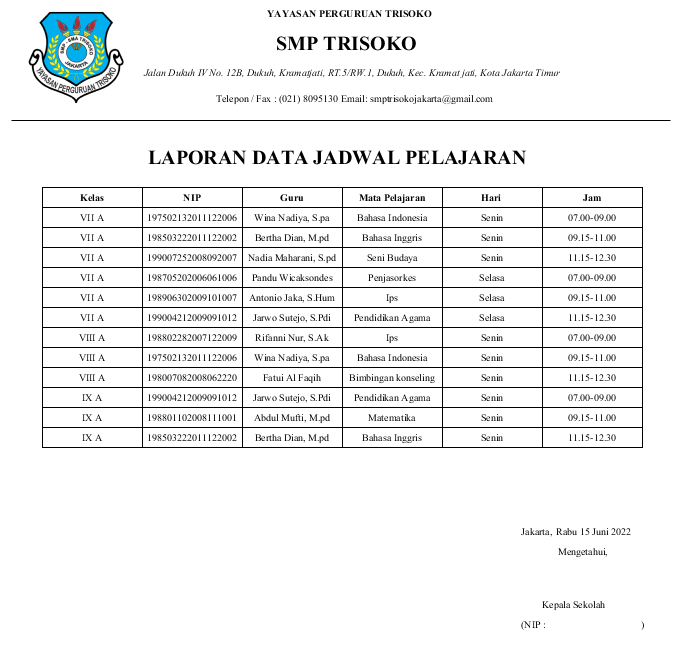 YAYASAN PERGURUAN TRISOKO
SMP TRISOKO
Jalan Dukuh IV No. 12B, Dukuh, Kramatjati, RT.5/RW.1, Dukuh, Kec. Kramat jati, Kota Jakarta Timur
Telepon / Fax : (021) 8095130 Email: smptrisokojakarta@gmail.com
SMP - SMA TRISOKO
JAKARTA
YAYASAN PERGURUAN TRISOKO
LAPORAN DATA JADWAL PELAJARAN
Kelas NIP Guru Mata Pelajaran Hari Jam
VII A 197502132011122006 Wina Nadiya, S.pa Bahasa Indonesia Senin 07.00-09.00
VII A 198503222011122002 Bertha Dian, M.pd Bahasa Inggris Senin 09.15-11.00
VII A 199007252008092007 Nadia Maharani, S.pd Seni Budaya Senin 11.15-12.30
VII A 198705202006061006 Pandu Wicaksondes Penjasorkes Selasa 07.00-09.00
VII A 198906302009101007 Antonio Jaka, S.Hum Ips Selasa 09.15-11.00
VII A 199004212009091012 Jarwo Sutejo, S.Pdi Pendidikan Agama Selasa 11.15-12.30
VIII A 198802282007122009 Rifanni Nur, S.Ak Ips Senin 07.00-09.00
VIII A 197502132011122006 Wina Nadiya, S.pa Bahasa Indonesia Senin 09.15-11.00
VIII A 198007082008062220 Fatui Al Faqih Bimbingan konseling Senin 11.15-12.30
IX A 199004212009091012 Jarwo Sutejo, S.Pdi Pendidikan Agama Senin 07.00-09.00
IX A 198801102008111001 Abdul Mufti, M.pd Matematika Senin 09.15-11.00
IX A 198503222011122002 Bertha Dian, M.pd Bahasa Inggris Senin 11.15-12.30
Jakarta, Rabu 15 Juni 2022
Mengetahui,
Kepala Sekolah
(NIP : )